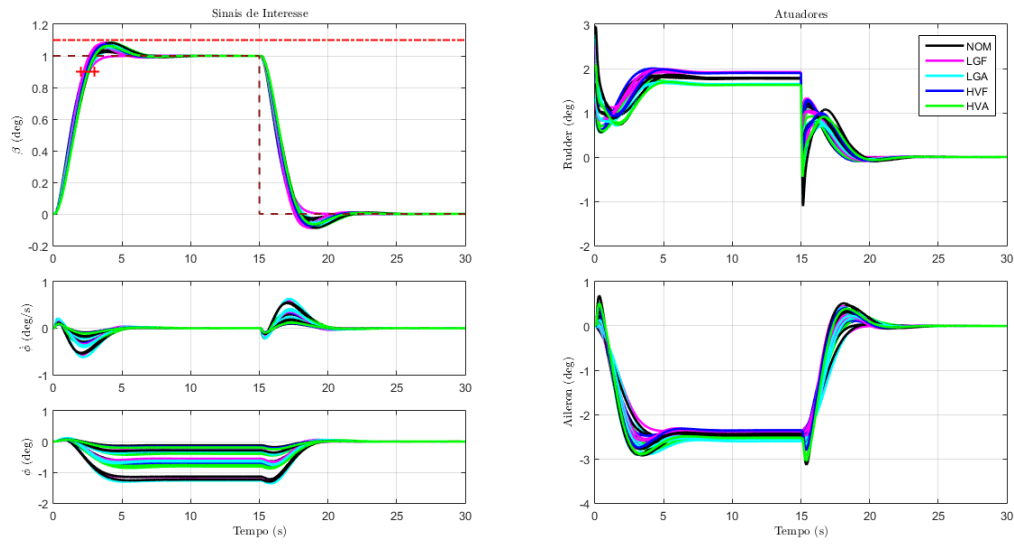 Sinais de Interesse
1.2
1
0.8
0.6
0.4
0.2
0
-0.2
β (deg)
0 5 10 15 20 25 30
1
0
-1
φ̇ (deg/s)
0 5 10 15 20 25 30
1
0
-1
-2
φ (deg)
0 5 10 15 20 25 30
Tempo (s)
Atuadores
3
2
1
0
-1
-2
Rudder (deg)
NOM
LGF
LGA
HVF
HVA
0 5 10 15 20 25 30
1
0
-1
-2
-3
-4
Aileron (deg)
0 5 10 15 20 25 30
Tempo (s)